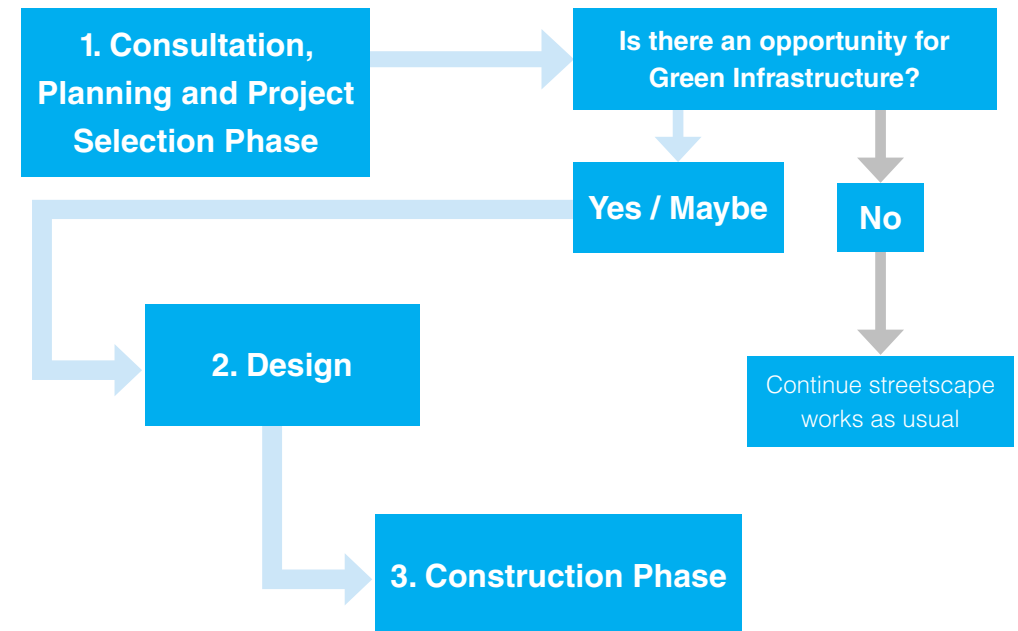 1. Consultation,
Planning and Project
Selection Phase
Is there an opportunity for
Green Infrastructure?
Yes / Maybe
No
2. Design
Continue streetscape
works as usual
3. Construction Phase